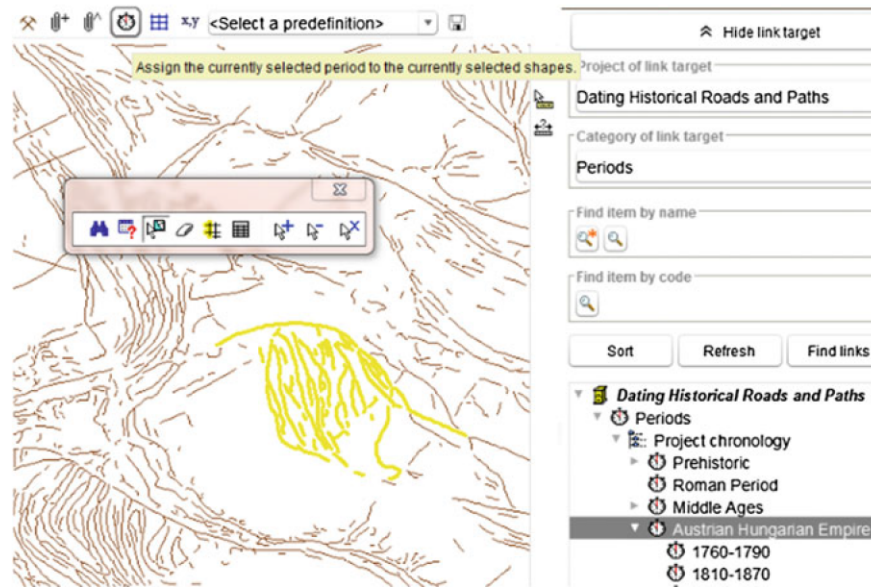 x,y <Select a predefinition>
Assign the currently selected period to the currently selected shapes.
Hide link target
Project of link target
Dating Historical Roads and Paths
Category of link target
Periods
Find item by name
Find item by code
Sort Refresh Find links
Dating Historical Roads and Paths
Periods
Project chronology
Prehistoric
Roman Period
Middle Ages
Austrian Hungarian Empire
1760-1790
1810-1870